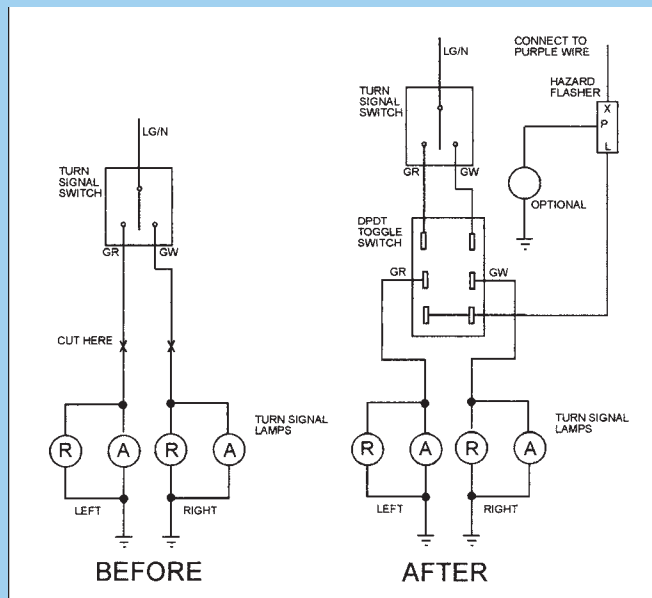 LG/N
TURN
SIGNAL
SWITCH
GR
GW
CUT HERE
R
A
R
A
TURN SIGNAL
LAMPS
LEFT
RIGHT
BEFORE
CONNECT TO
PURPLE WIRE
LG/N
HAZARD
FLASHER
X
P
L
TURN
SIGNAL
SWITCH
GR
GW
OPTIONAL
DPDT
TOGGLE
SWITCH
GR
GW
R
A
R
A
TURN SIGNAL
LAMPS
LEFT
RIGHT
AFTER